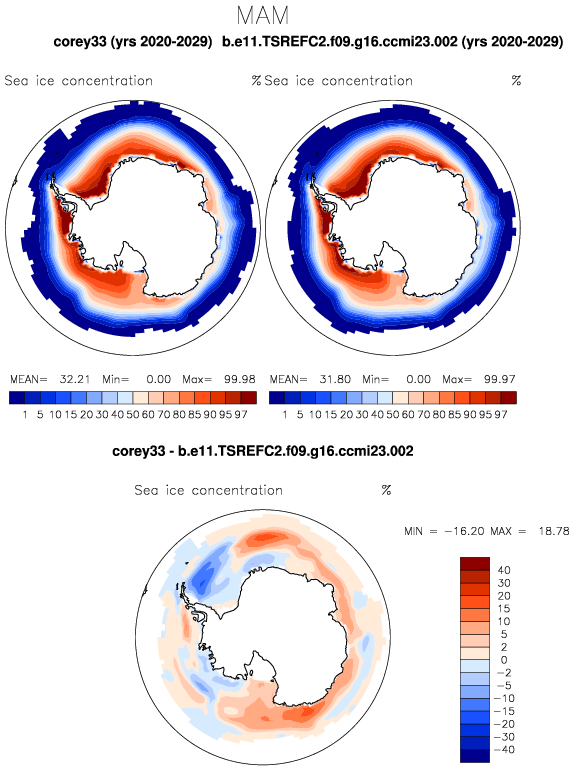 MAM
corey33 (yrs 2020-2029) b.e11.TSREFC2.f09.g16.ccmi23.002 (yrs 2020-2029)
Sea ice concentration % Sea ice concentration %
MEAN= 32.21 Min= 0.00 Max= 99.98 MEAN= 31.80 Min= 0.00 Max= 99.97
1 5 10 15 20 30 40 50 60 70 80 85 90 95 97 1 5 10 15 20 30 40 50 60 70 80 85 90 95 97
corey33 - b.e11.TSREFC2.f09.g16.ccmi23.002
Sea ice concentration %
MIN = -16.20 MAX = 18.78
40
30
20
15
10
5
2
0
-2
-5
-10
-15
-20
-30
-40